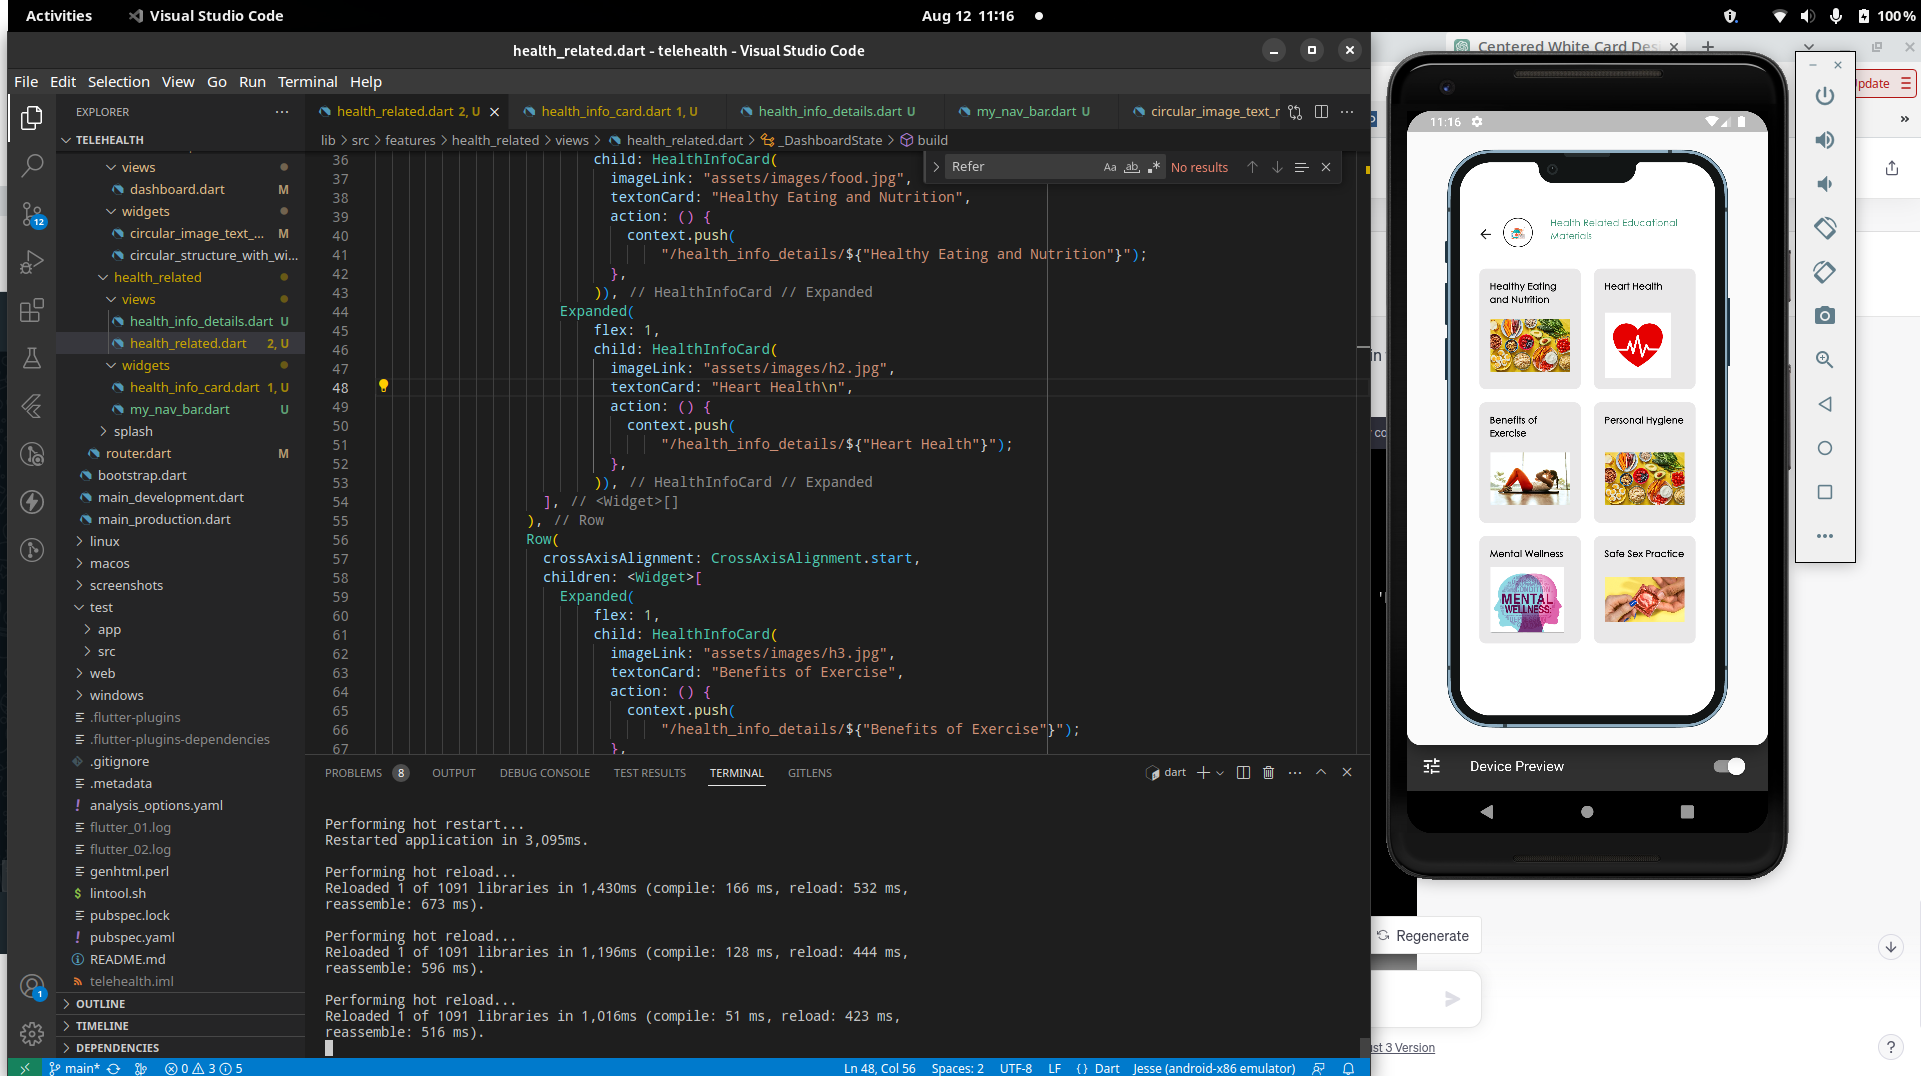 Activities
Visual Studio Code
Aug 12 11:16
100%
health_related.dart - telehealth - Visual Studio Code
File Edit Selection View Go Run Terminal Help
EXPLORER
TELEHEALTH
views
dashboard.dart M
widgets
circular_image_text_... M
circular_structure_with_wi...
health_related
views
health_info_details.dart U
health_related.dart 2, U
widgets
health_info_card.dart 1, U
my_nav_bar.dart U
splash
router.dart M
bootstrap.dart
main_development.dart
main_production.dart
linux
macos
screenshots
test
app
src
web
windows
.flutter-plugins
.flutter-plugins-dependencies
.gitignore
.metadata
analysis_options.yaml
flutter_01.log
flutter_02.log
genhtml.perl
lintool.sh
pubspec.lock
pubspec.yaml
README.md
telehealth.iml
OUTLINE
TIMELINE
DEPENDENCIES
12
1
health_related.dart 2, U
health_info_card.dart 1, U
health_info_details.dart U
my_nav_bar.dart U
circular_image_text_r
lib > src > features > health_related > views > health_related.dart > _DashboardState > build
Refer
Aa ab .* No results
36 child: HealthInfoCard(
37 imageLink: "assets/images/food.jpg",
38 textonCard: "Healthy Eating and Nutrition",
39 action: () {
40 context.push(
41 "/health_info_details/${"Healthy Eating and Nutrition"}");
42 },
43 )), // HealthInfoCard // Expanded
44 Expanded(
45 flex: 1,
46 child: HealthInfoCard(
47 imageLink: "assets/images/h2.jpg",
48 textonCard: "Heart Health\n",
49 action: () {
50 context.push(
51 "/health_info_details/${"Heart Health"}");
52 },
53 )), // HealthInfoCard // Expanded
54 ], // <Widget>[]
55 ), // Row
56 Row(
57 crossAxisAlignment: CrossAxisAlignment.start,
58 children: <Widget>[
59 Expanded(
60 flex: 1,
61 child: HealthInfoCard(
62 imageLink: "assets/images/h3.jpg",
63 textonCard: "Benefits of Exercise",
64 action: () {
65 context.push(
66 "/health_info_details/${"Benefits of Exercise"}");
67 },
PROBLEMS 8 OUTPUT DEBUG CONSOLE TEST RESULTS TERMINAL GITLENS
dart
Performing hot restart...
Restarted application in 3,095ms.
Performing hot reload...
Reloaded 1 of 1091 libraries in 1,430ms (compile: 166 ms, reload: 532 ms,
reassemble: 673 ms).
Performing hot reload...
Reloaded 1 of 1091 libraries in 1,196ms (compile: 128 ms, reload: 444 ms,
reassemble: 596 ms).
Performing hot reload...
Reloaded 1 of 1091 libraries in 1,016ms (compile: 51 ms, reload: 423 ms,
reassemble: 516 ms).
main* 0 3 5
Ln 48, Col 56 Spaces: 2 UTF-8 LF {} Dart Jesse (android-x86 emulator)
Centered White Card Des
Update
11:16
Health Related Educational
Materials
Healthy Eating
and Nutrition
Heart Health
Benefits of
Exercise
Personal Hygiene
Mental Wellness
MENTAL
WELLNESS
Safe Sex Practice
Device Preview
in
co
Regenerate
st 3 Version
?